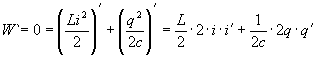 W‵ = 0 = (Li²/2)′ + (q²/2c)′ = L/2 · 2 · i · i′ + 1/2c · 2q · q′